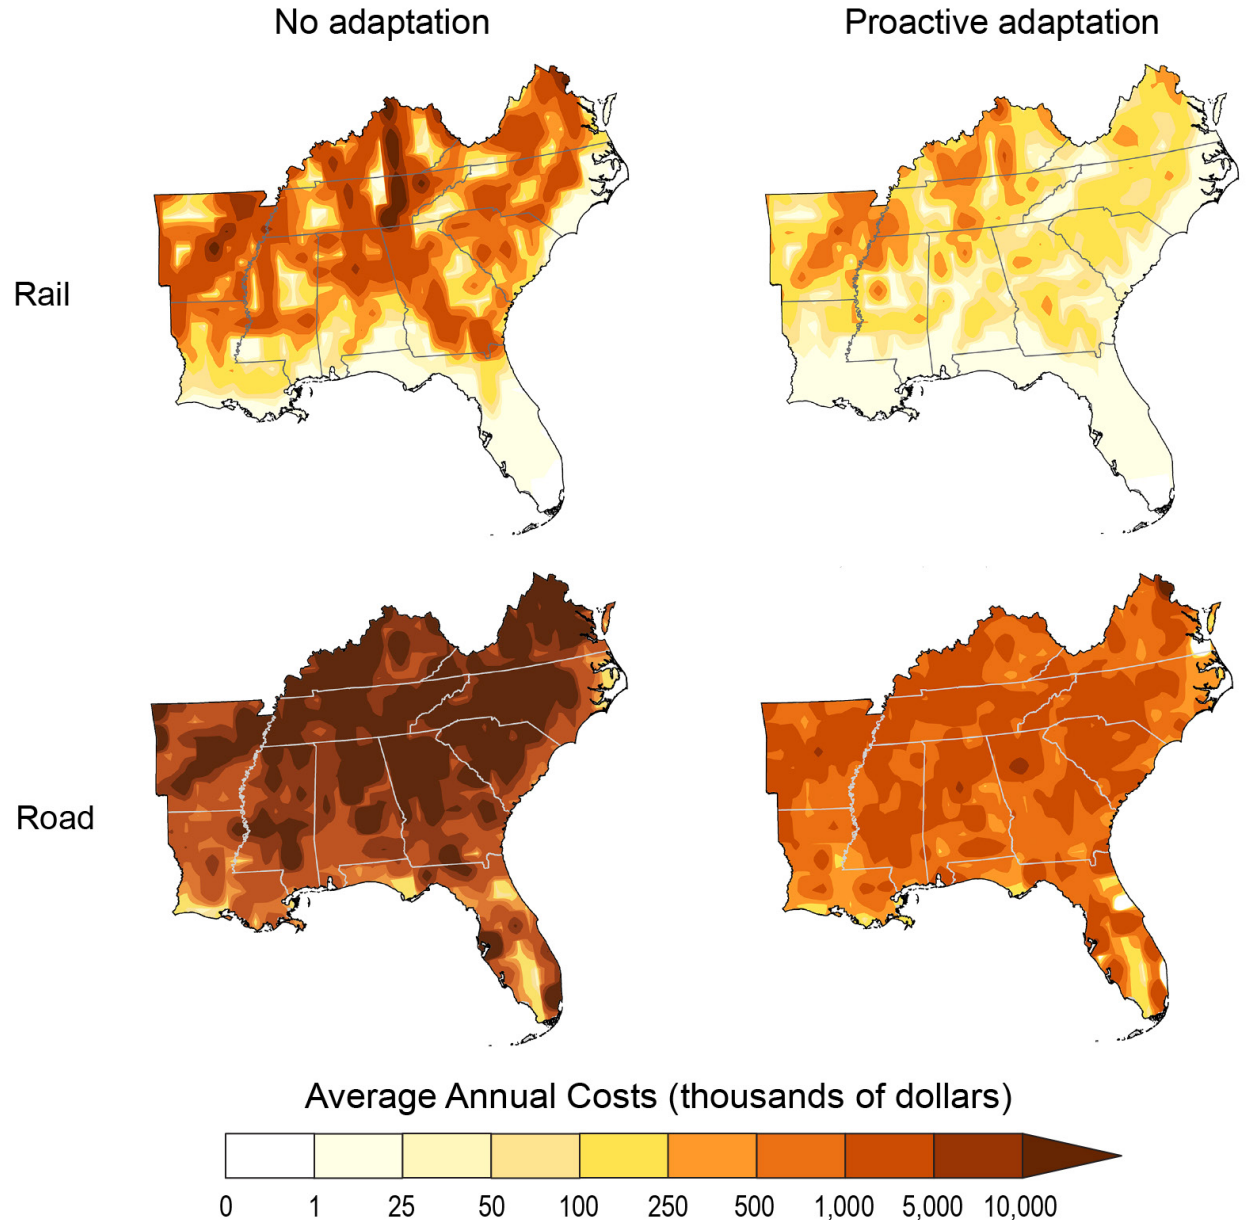 No adaptation
Proactive adaptation
Rail
Road
Average Annual Costs (thousands of dollars)
0 1 25 50 100 250 500 1,000 5,000 10,000